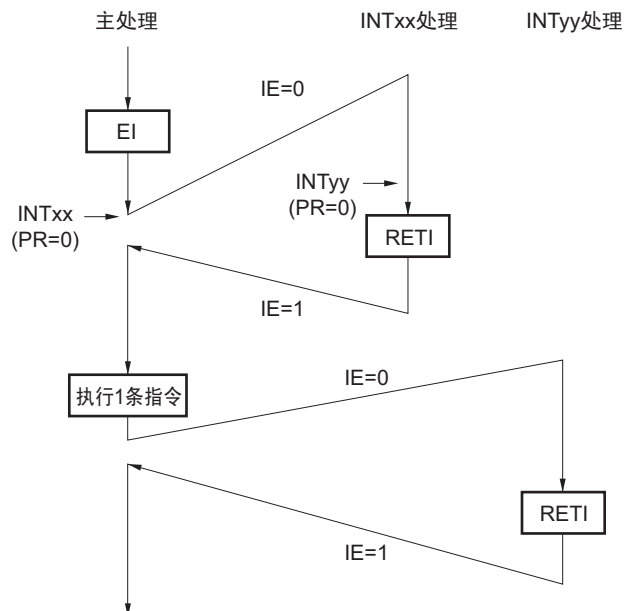 主处理
INTxx处理
INTyy处理
IE=0
EI
INTyy
(PR=0)
INTxx
(PR=0)
RETI
IE=1
IE=0
执行1条指令
RETI
IE=1